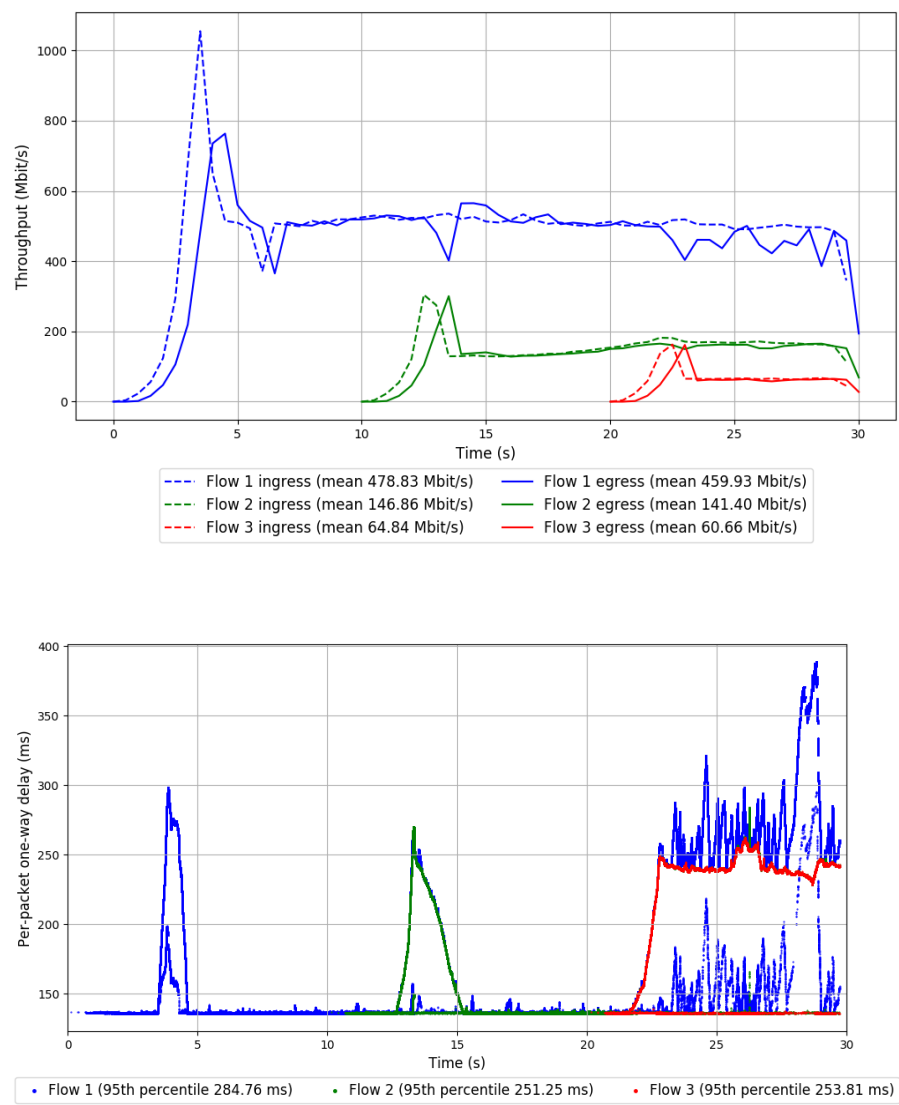 1000
800
600
400
200
0
Throughput (Mbit/s)
0 5 10 15 20 25 30
Time (s)
Flow 1 ingress (mean 478.83 Mbit/s) Flow 1 egress (mean 459.93 Mbit/s)
Flow 2 ingress (mean 146.86 Mbit/s) Flow 2 egress (mean 141.40 Mbit/s)
Flow 3 ingress (mean 64.84 Mbit/s) Flow 3 egress (mean 60.66 Mbit/s)
400
350
300
250
200
150
Per-packet one-way delay (ms)
0 5 10 15 20 25 30
Time (s)
Flow 1 (95th percentile 284.76 ms) Flow 2 (95th percentile 251.25 ms) Flow 3 (95th percentile 253.81 ms)